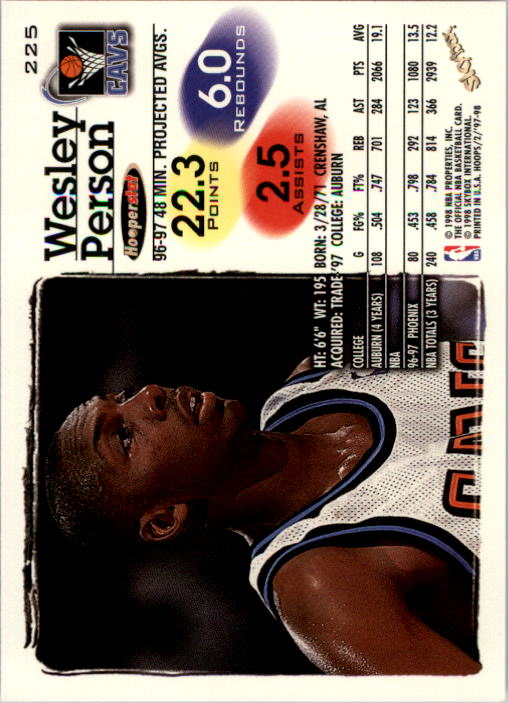 225
CAVS
Wesley
Person
Hooperstar
96-97 48 MIN. PROJECTED AVGS.
22.3
POINTS
6.0
REBOUNDS
2.5
ASSISTS
HT: 6'6" WT: 195 BORN: 3/28/71 CRENSHAW, AL
ACQUIRED: TRADE-'97 COLLEGE: AUBURN
COLLEGE G FG% FT% REB AST PTS AVG
AUBURN (4 YEARS) 108 .504 .747 701 284 2066 19.1
NBA
96-97 PHOENIX 80 .453 .798 292 123 1080 13.5
NBA TOTALS (3 YEARS) 240 .458 .784 814 366 2939 12.2
© 1998 NBA PROPERTIES, INC.
THE OFFICIAL NBA BASKETBALL CARD.
© 1998 SKYBOX INTERNATIONAL.
PRINTED IN U.S.A. HOOPS/2/'97-98
NBA
SKYBOX